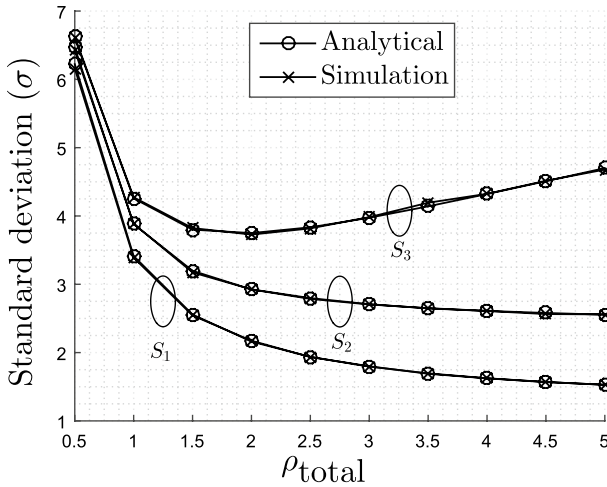 7
6
5
4
3
2
1
Standard deviation (σ)
Analytical
Simulation
S3
S2
S1
0.5 1 1.5 2 2.5 3 3.5 4 4.5 5
ρtotal